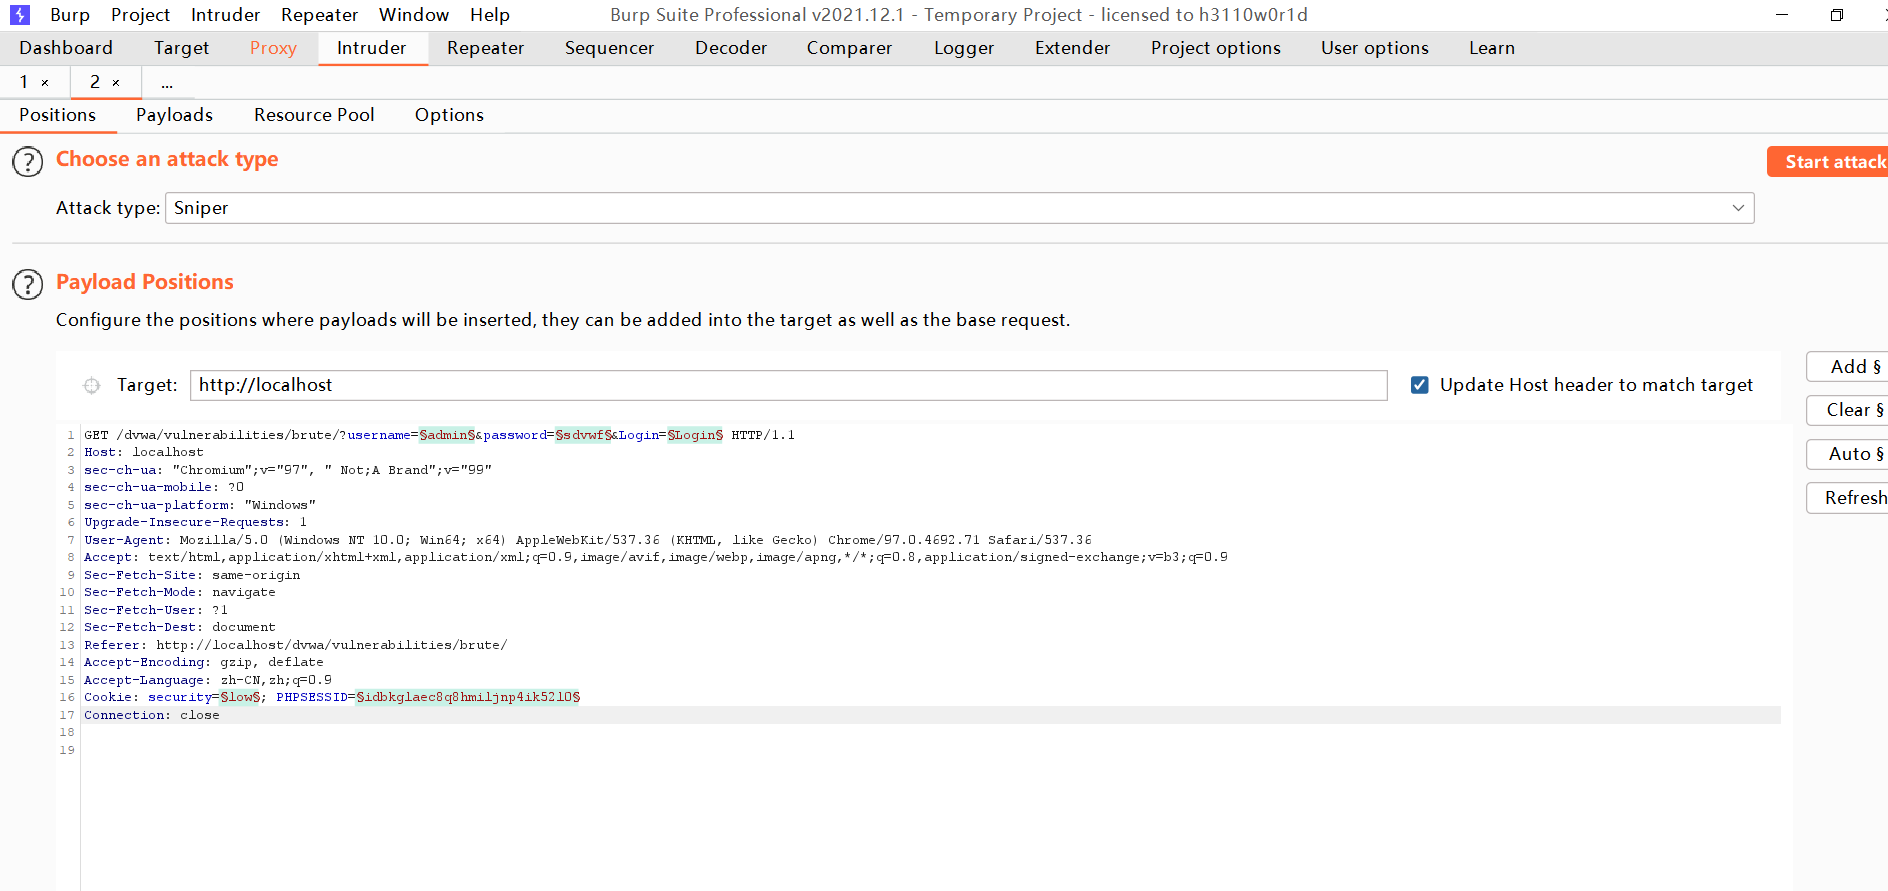 Burp Project Intruder Repeater Window Help Burp Suite Professional v2021.12.1 - Temporary Project - licensed to h3110w0r1d
Dashboard Target Proxy Intruder Repeater Sequencer Decoder Comparer Logger Extender Project options User options Learn
1 × 2 × ...
Positions Payloads Resource Pool Options
? Choose an attack type
Start attack
Attack type: Sniper
? Payload Positions
Configure the positions where payloads will be inserted, they can be added into the target as well as the base request.
Add §
Target: http://localhost Update Host header to match target
Clear §
Auto §
Refresh
1 GET /dvwa/vulnerabilities/brute/?username=§admin§&password=§sdvwf§&Login=§Login§ HTTP/1.1
2 Host: localhost
3 sec-ch-ua: "Chromium";v="97", " Not;A Brand";v="99"
4 sec-ch-ua-mobile: ?0
5 sec-ch-ua-platform: "Windows"
6 Upgrade-Insecure-Requests: 1
7 User-Agent: Mozilla/5.0 (Windows NT 10.0; Win64; x64) AppleWebKit/537.36 (KHTML, like Gecko) Chrome/97.0.4692.71 Safari/537.36
8 Accept: text/html,application/xhtml+xml,application/xml;q=0.9,image/avif,image/webp,image/apng,*/*;q=0.8,application/signed-exchange;v=b3;q=0.9
9 Sec-Fetch-Site: same-origin
10 Sec-Fetch-Mode: navigate
11 Sec-Fetch-User: ?1
12 Sec-Fetch-Dest: document
13 Referer: http://localhost/dvwa/vulnerabilities/brute/
14 Accept-Encoding: gzip, deflate
15 Accept-Language: zh-CN,zh;q=0.9
16 Cookie: security=§low§; PHPSESSID=§idbkglaec8q8hmiljnp4ik52l0§
17 Connection: close
18
19